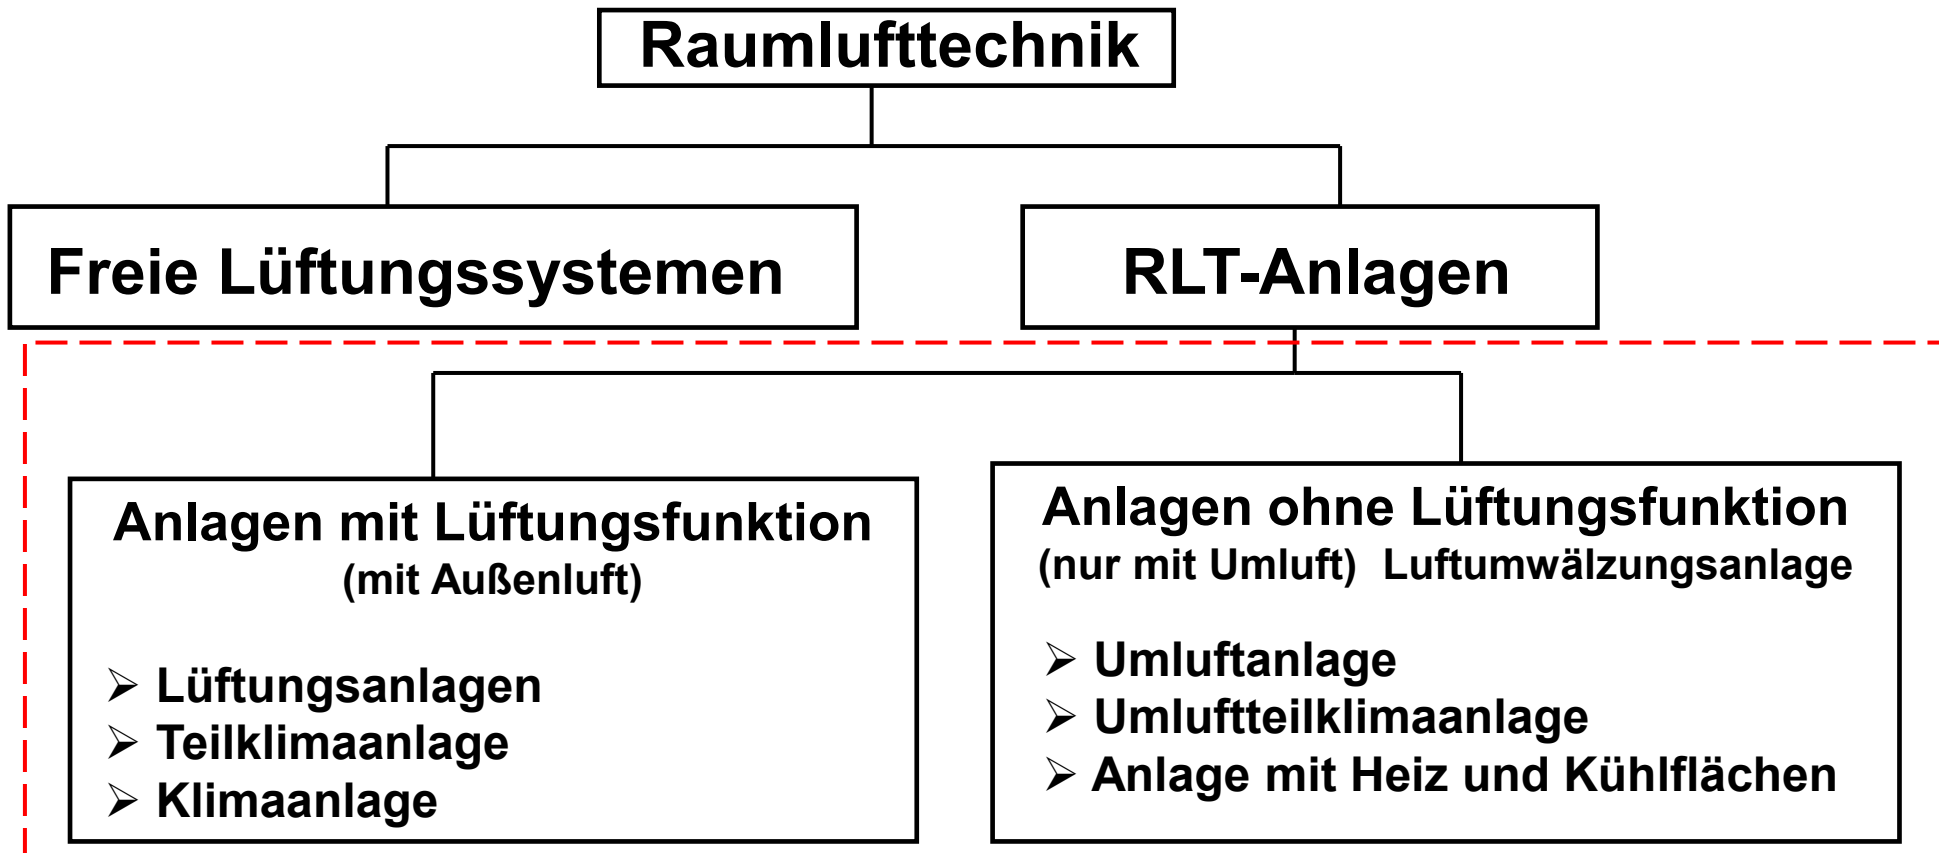 Raumlufttechnik
Freie Lüftungssystemen
RLT-Anlagen
Anlagen mit Lüftungsfunktion
(mit Außenluft)
➢ Lüftungsanlagen
➢ Teilklimaanlage
➢ Klimaanlage
Anlagen ohne Lüftungsfunktion
(nur mit Umluft) Luftumwälzungsanlage
➢ Umluftanlage
➢ Umluftteilklimaanlage
➢ Anlage mit Heiz und Kühlflächen